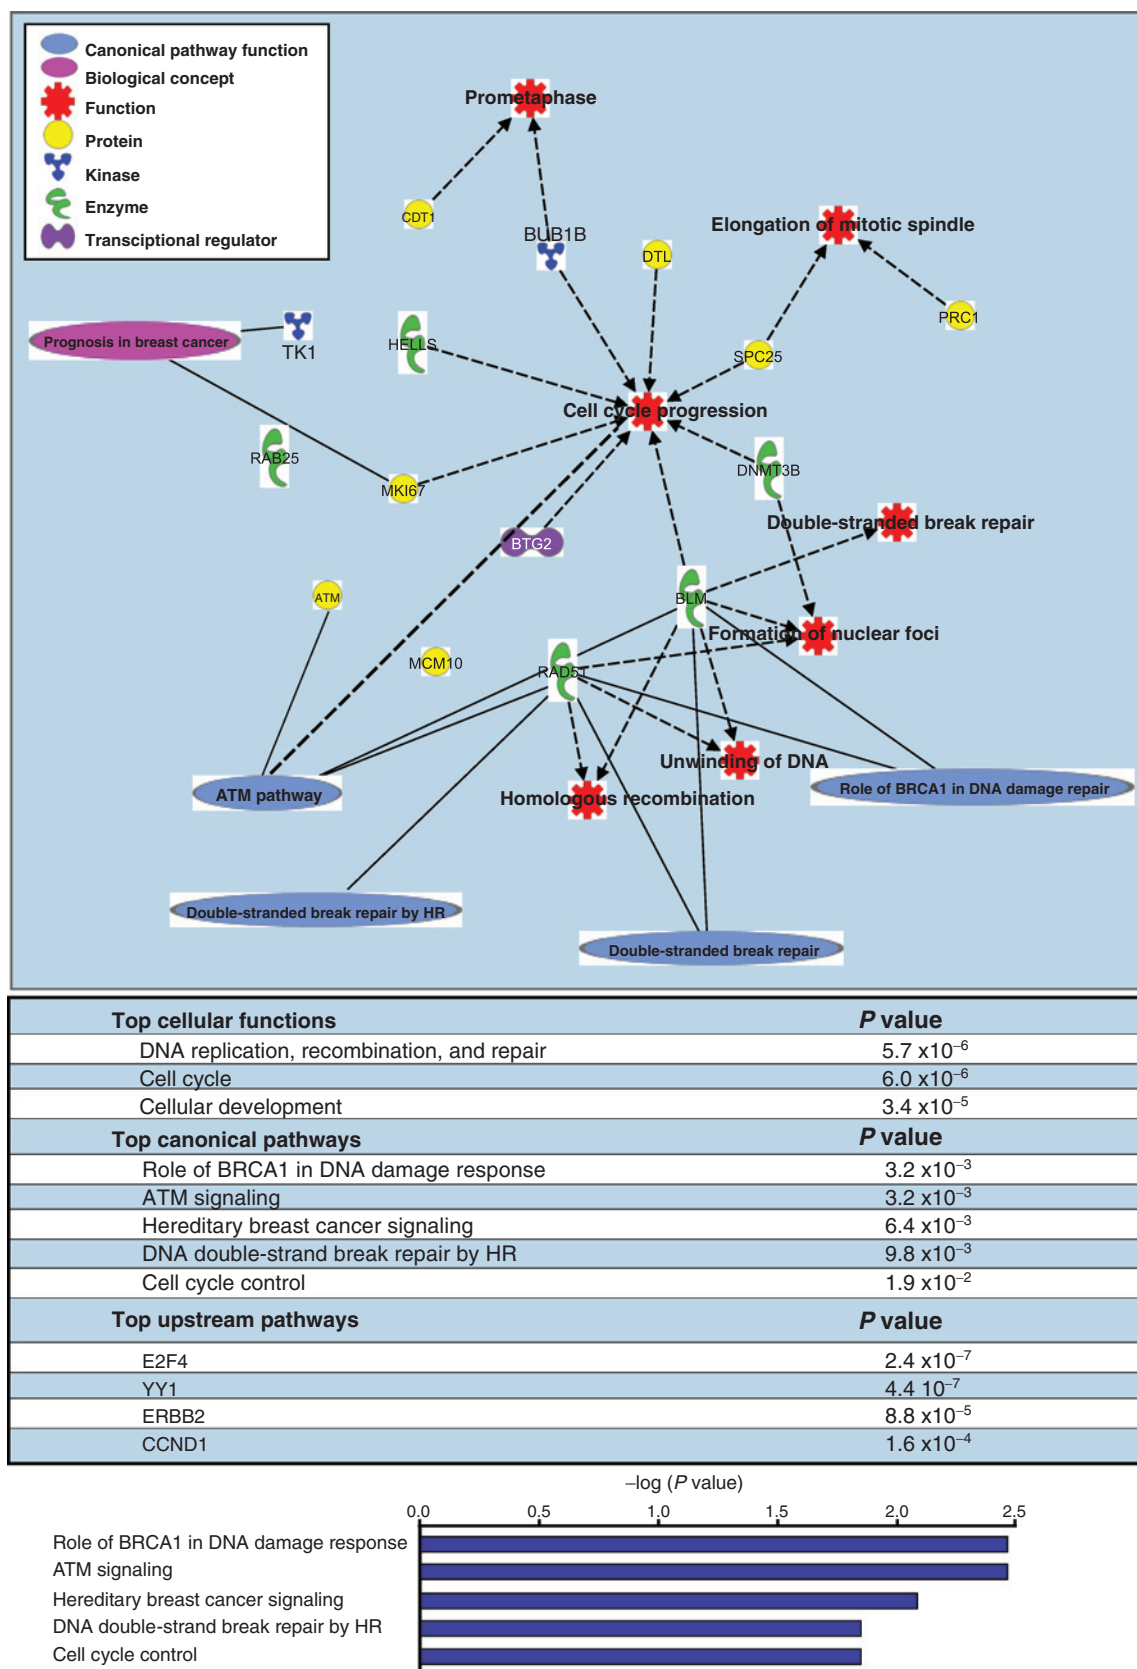 Canonical pathway function
Biological concept
Function
Protein
Kinase
Enzyme
Transciptional regulator
Prometaphase
CDT1
BUB1B
Elongation of mitotic spindle
DTL
PRC1
Prognosis in breast cancer
TK1
HELLS
SPC25
Cell cycle progression
RAB25
MKI67
DNMT3B
Double-stranded break repair
BTG2
ATM
BLM
Formation of nuclear foci
MCM10
RAD51
Unwinding of DNA
ATM pathway
Homologous recombination
Role of BRCA1 in DNA damage repair
Double-stranded break repair by HR
Double-stranded break repair
Top cellular functions P value
DNA replication, recombination, and repair 5.7 x10⁻⁶
Cell cycle 6.0 x10⁻⁶
Cellular development 3.4 x10⁻⁵
Top canonical pathways P value
Role of BRCA1 in DNA damage response 3.2 x10⁻³
ATM signaling 3.2 x10⁻³
Hereditary breast cancer signaling 6.4 x10⁻³
DNA double-strand break repair by HR 9.8 x10⁻³
Cell cycle control 1.9 x10⁻²
Top upstream pathways P value
E2F4 2.4 x10⁻⁷
YY1 4.4 10⁻⁷
ERBB2 8.8 x10⁻⁵
CCND1 1.6 x10⁻⁴
–log (P value)
0.0 0.5 1.0 1.5 2.0 2.5
Role of BRCA1 in DNA damage response
ATM signaling
Hereditary breast cancer signaling
DNA double-strand break repair by HR
Cell cycle control